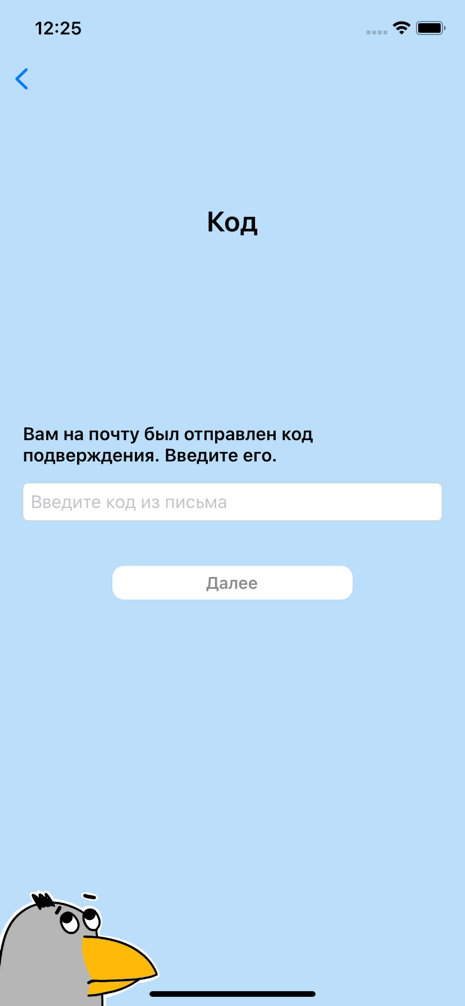 12:25
Код
Вам на почту был отправлен код
подверждения. Введите его.
Введите код из письма
Далее